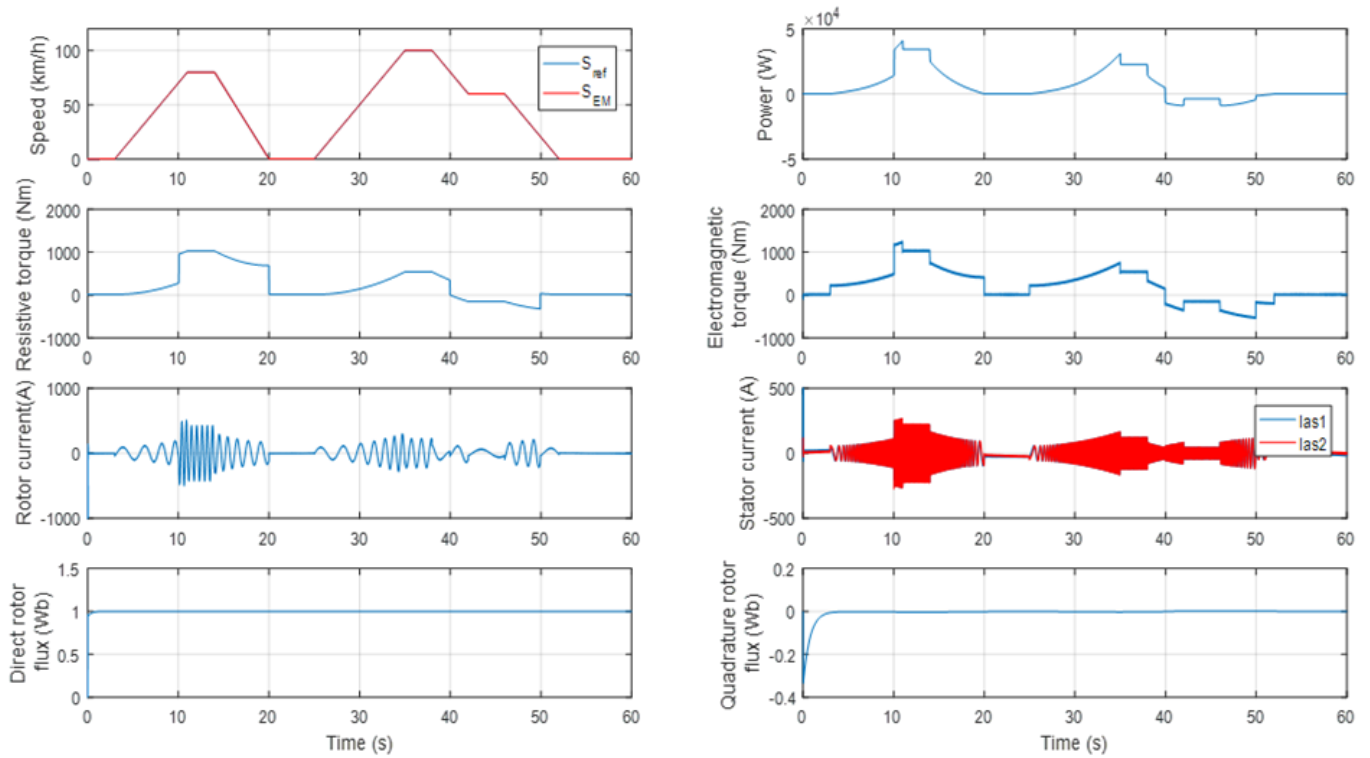 Speed (km/h)
100
50
0
S_ref
S_EM
0 10 20 30 40 50 60
×10^4
Power (W)
5
0
-5
0 10 20 30 40 50 60
Resistive torque (Nm)
2000
1000
0
-1000
0 10 20 30 40 50 60
Electromagnetic
torque (Nm)
2000
1000
0
-1000
0 10 20 30 40 50 60
Rotor current(A)
1000
0
-1000
0 10 20 30 40 50 60
Stator current (A)
500
0
-500
Ias1
Ias2
0 10 20 30 40 50 60
Direct rotor
flux (Wb)
1.5
1
0.5
0
0 10 20 30 40 50 60
Time (s)
Quadrature rotor
flux (Wb)
0.2
0
-0.2
-0.4
0 10 20 30 40 50 60
Time (s)